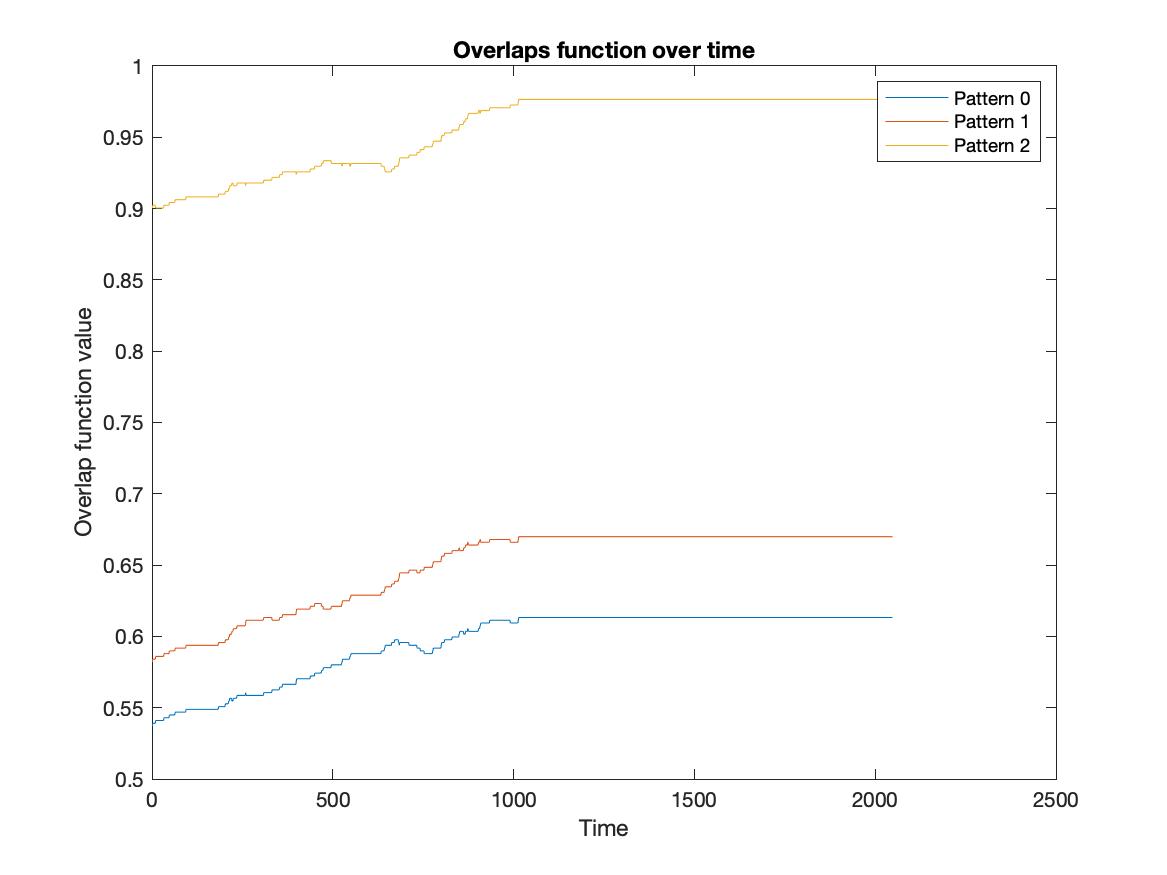 Overlaps function over time
1
0.95
0.9
0.85
0.8
0.75
0.7
0.65
0.6
0.55
0.5
Overlap function value
Pattern 0
Pattern 1
Pattern 2
0 500 1000 1500 2000 2500
Time